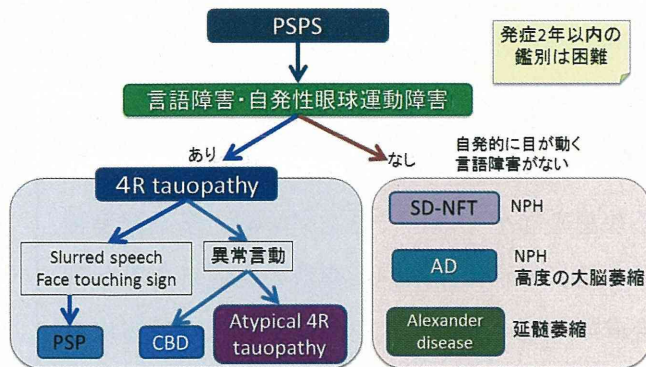 PSPS
発症2年以内の
鑑別は困難
言語障害・自発性眼球運動障害
あり
なし
自発的に目が動く
言語障害がない
4R tauopathy
Slurred speech
Face touching sign
異常言動
PSP
CBD
Atypical 4R
tauopathy
SD-NFT
NPH
AD
NPH
高度の大脳萎縮
Alexander
disease
延髄萎縮